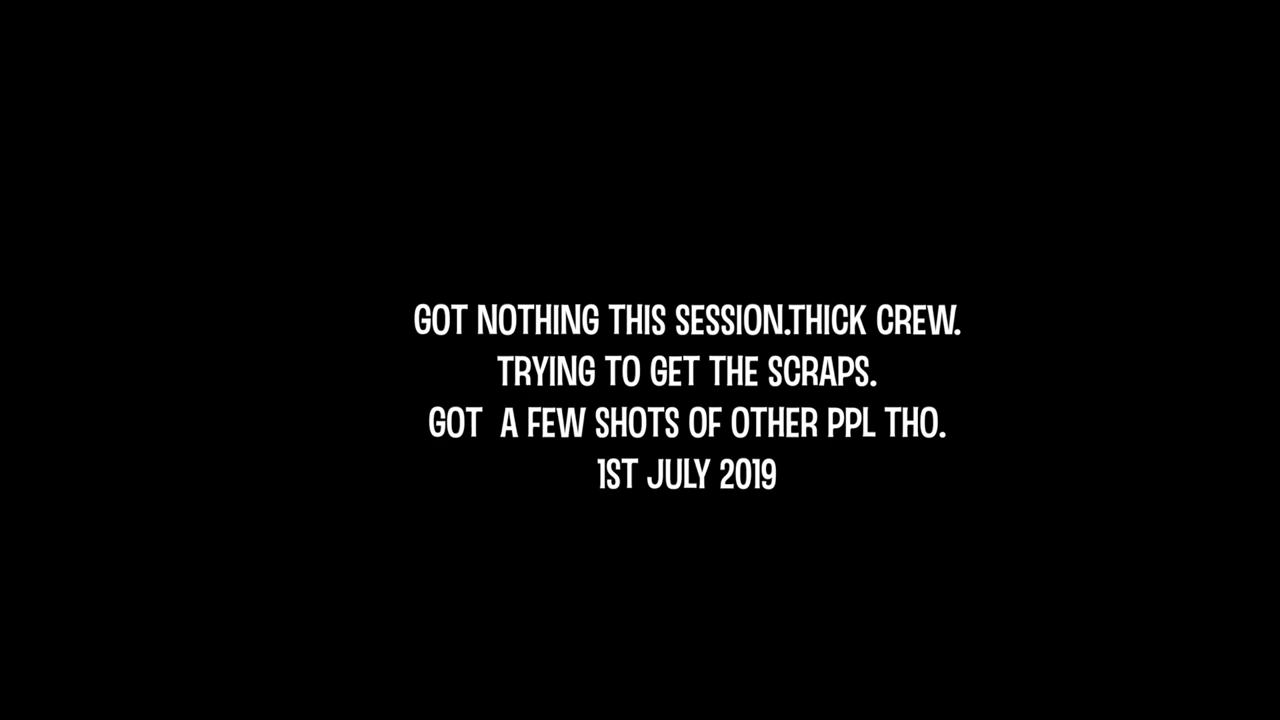 GOT NOTHING THIS SESSION.THICK CREW.
TRYING TO GET THE SCRAPS.
GOT  A FEW SHOTS OF OTHER PPL THO.
1ST JULY 2019